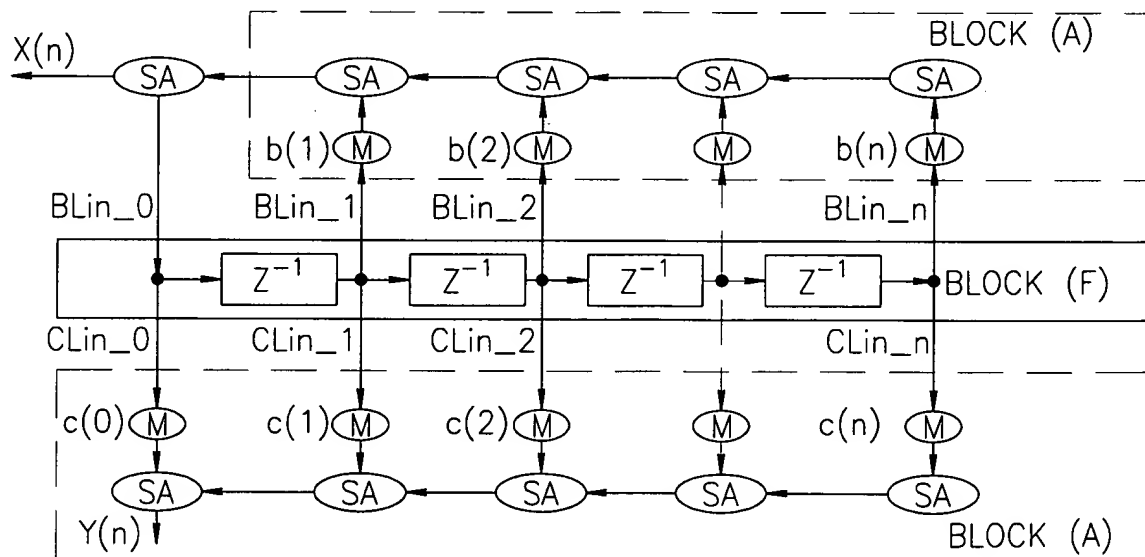 BLOCK (A)
X(n)
SA SA SA SA SA
b(1) M b(2) M M b(n) M
BLin_0 BLin_1 BLin_2 BLin_n
Z⁻¹ Z⁻¹ Z⁻¹ Z⁻¹ BLOCK (F)
CLin_0 CLin_1 CLin_2 CLin_n
c(0) M c(1) M c(2) M M c(n) M
SA SA SA SA SA
Y(n) BLOCK (A)